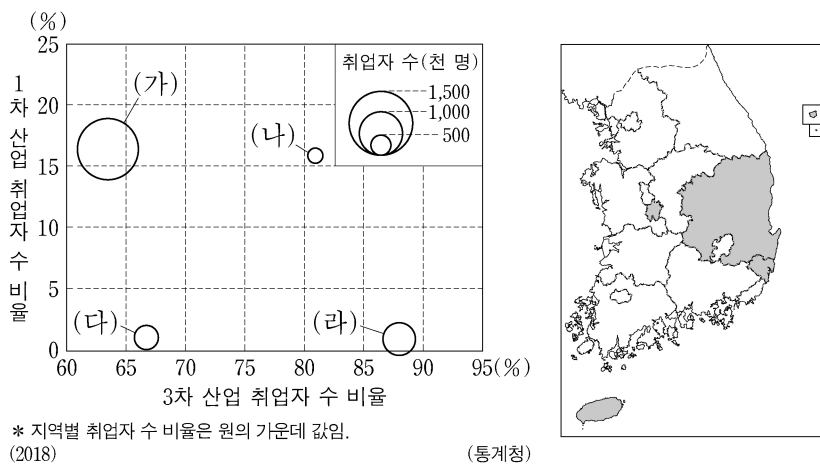 (%)
25
20
15
10
5
0
1차 산업 취업자 수 비율
취업자 수(천 명)
1,500
1,000
500
(가)
(나)
(다)
(라)
60 65 70 75 80 85 90 95(%)
3차 산업 취업자 수 비율
* 지역별 취업자 수 비율은 원의 가운데 값임.
(2018) (통계청)